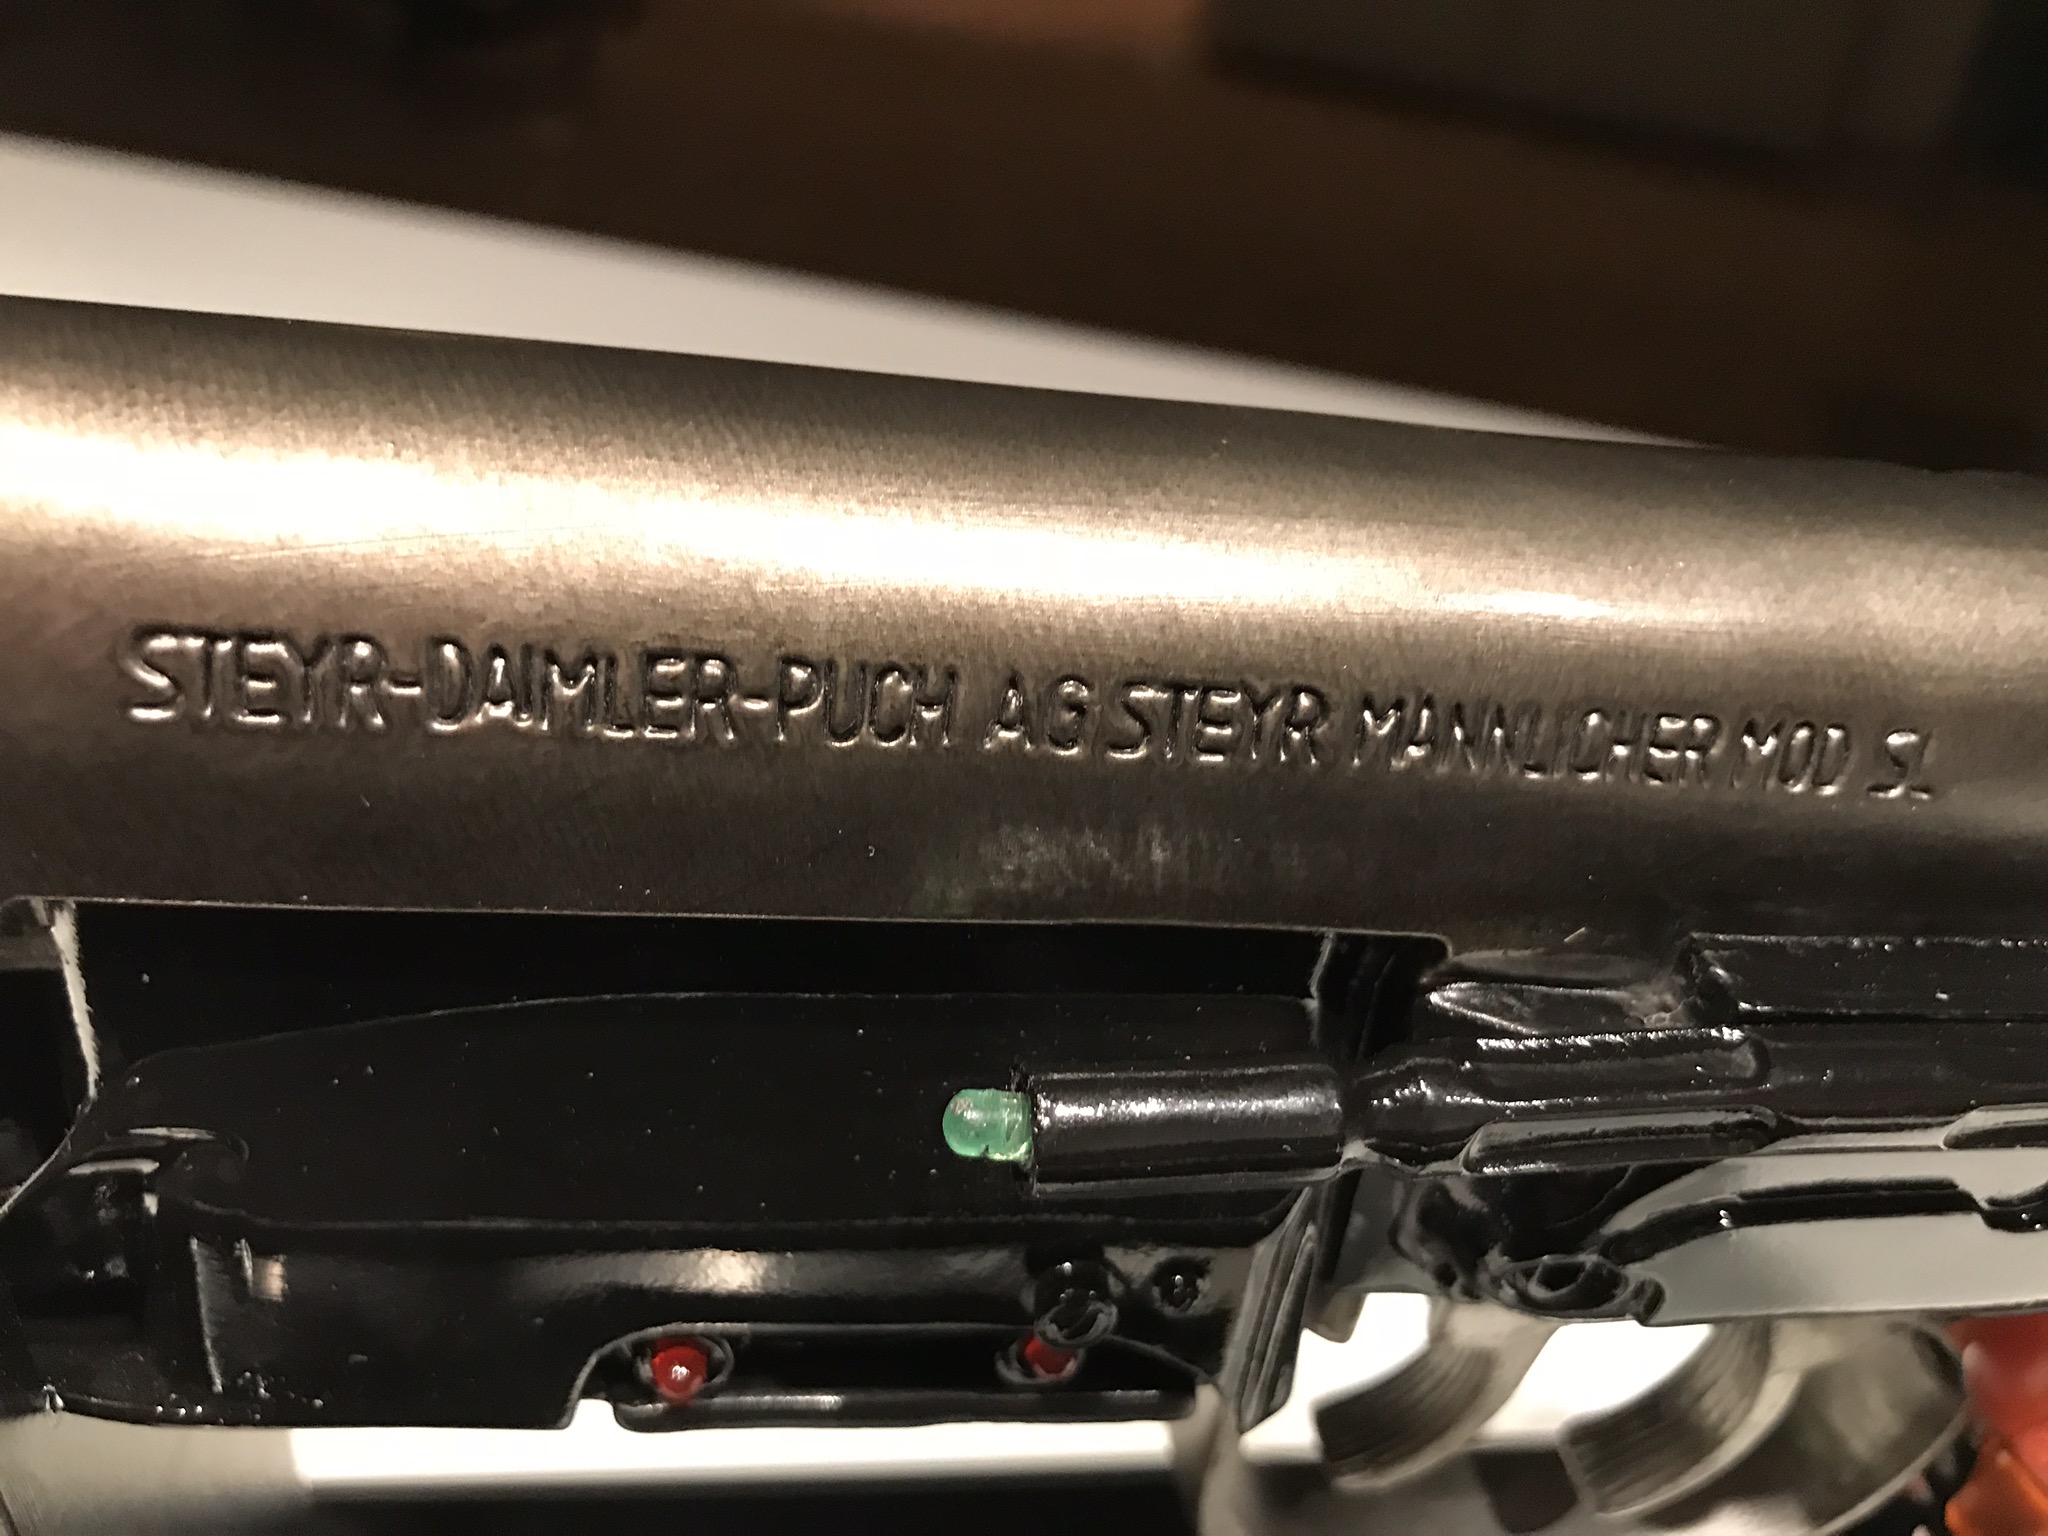 STEYR-DAIMLER-PUCH AG STEYR MANNLICHER MOD SL